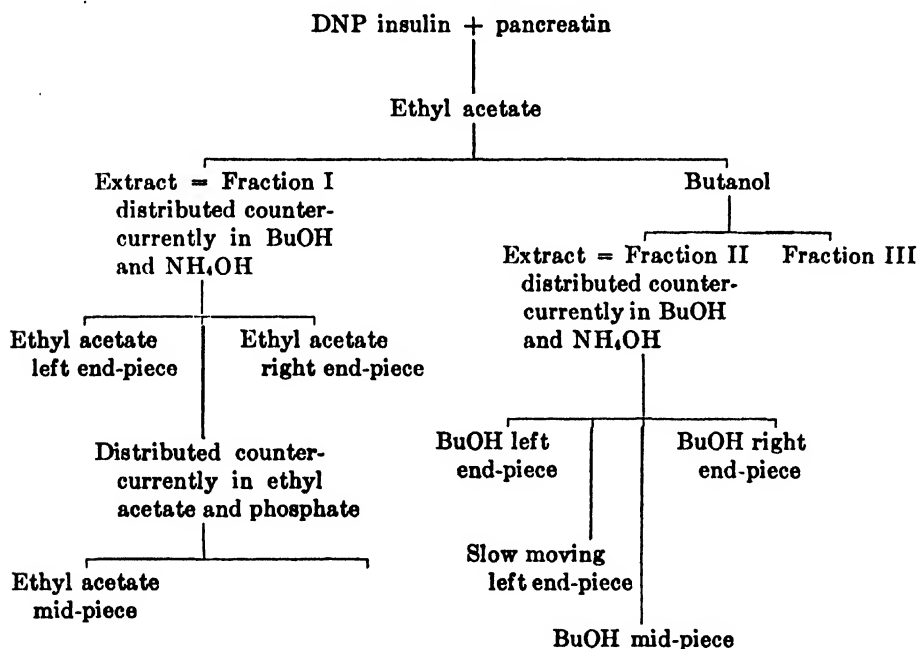 DNP insulin + pancreatin
Ethyl acetate
Extract = Fraction I
distributed counter-
currently in BuOH
and NH₄OH
Butanol
Extract = Fraction II
distributed counter-
currently in BuOH
and NH₄OH
Fraction III
Ethyl acetate
left end-piece
Ethyl acetate
right end-piece
Distributed counter-
currently in ethyl
acetate and phosphate
Ethyl acetate
mid-piece
BuOH left
end-piece
BuOH right
end-piece
Slow moving
left end-piece
BuOH mid-piece